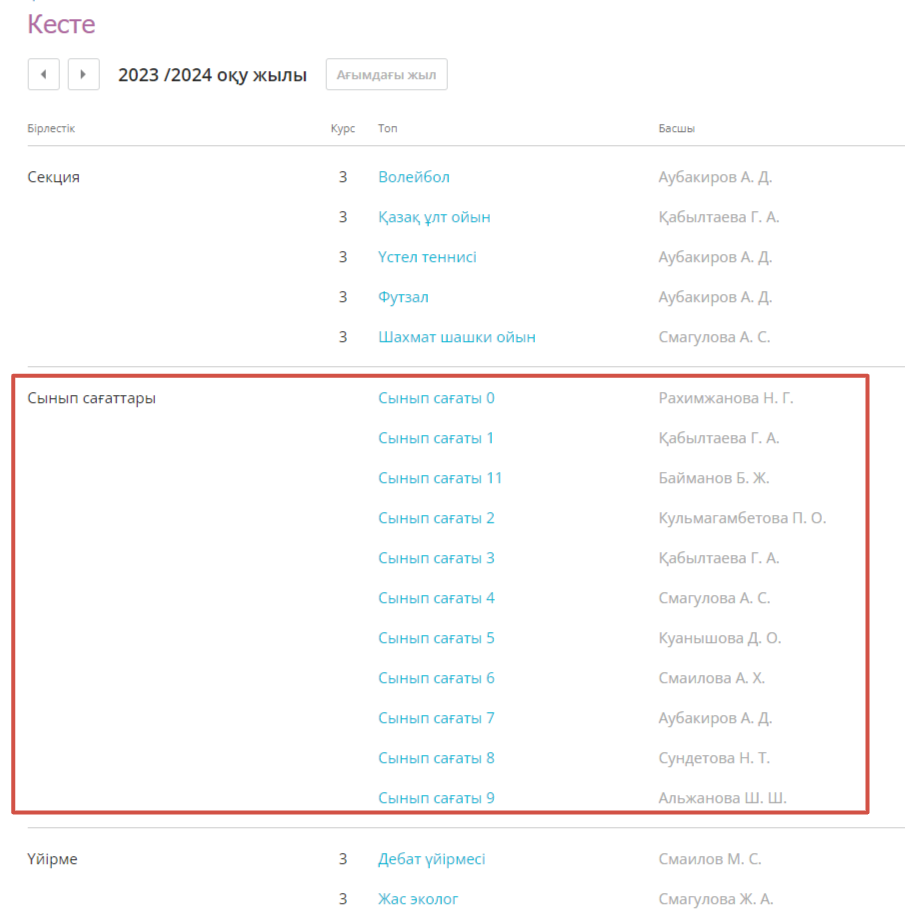 Кесте
2023 /2024 оқу жылы Ағымдағы жыл
Бірлестік Курс Топ Басшы
Секция 3 Волейбол Аубакиров А. Д.
3 Қазақ ұлт ойын Қабылтаева Г. А.
3 Үстел теннисі Аубакиров А. Д.
3 Футзал Аубакиров А. Д.
3 Шахмат шашки ойын Смагулова А. С.
Сынып сағаттары Сынып сағаты 0 Рахимжанова Н. Г.
Сынып сағаты 1 Қабылтаева Г. А.
Сынып сағаты 11 Байманов Б. Ж.
Сынып сағаты 2 Кульмагамбетова П. О.
Сынып сағаты 3 Қабылтаева Г. А.
Сынып сағаты 4 Смагулова А. С.
Сынып сағаты 5 Куанышова Д. О.
Сынып сағаты 6 Смаилова А. Х.
Сынып сағаты 7 Аубакиров А. Д.
Сынып сағаты 8 Сундетова Н. Т.
Сынып сағаты 9 Альжанова Ш. Ш.
Үйірме 3 Дебат үйірмесі Смаилов М. С.
3 Жас эколог Смагулова Ж. А.